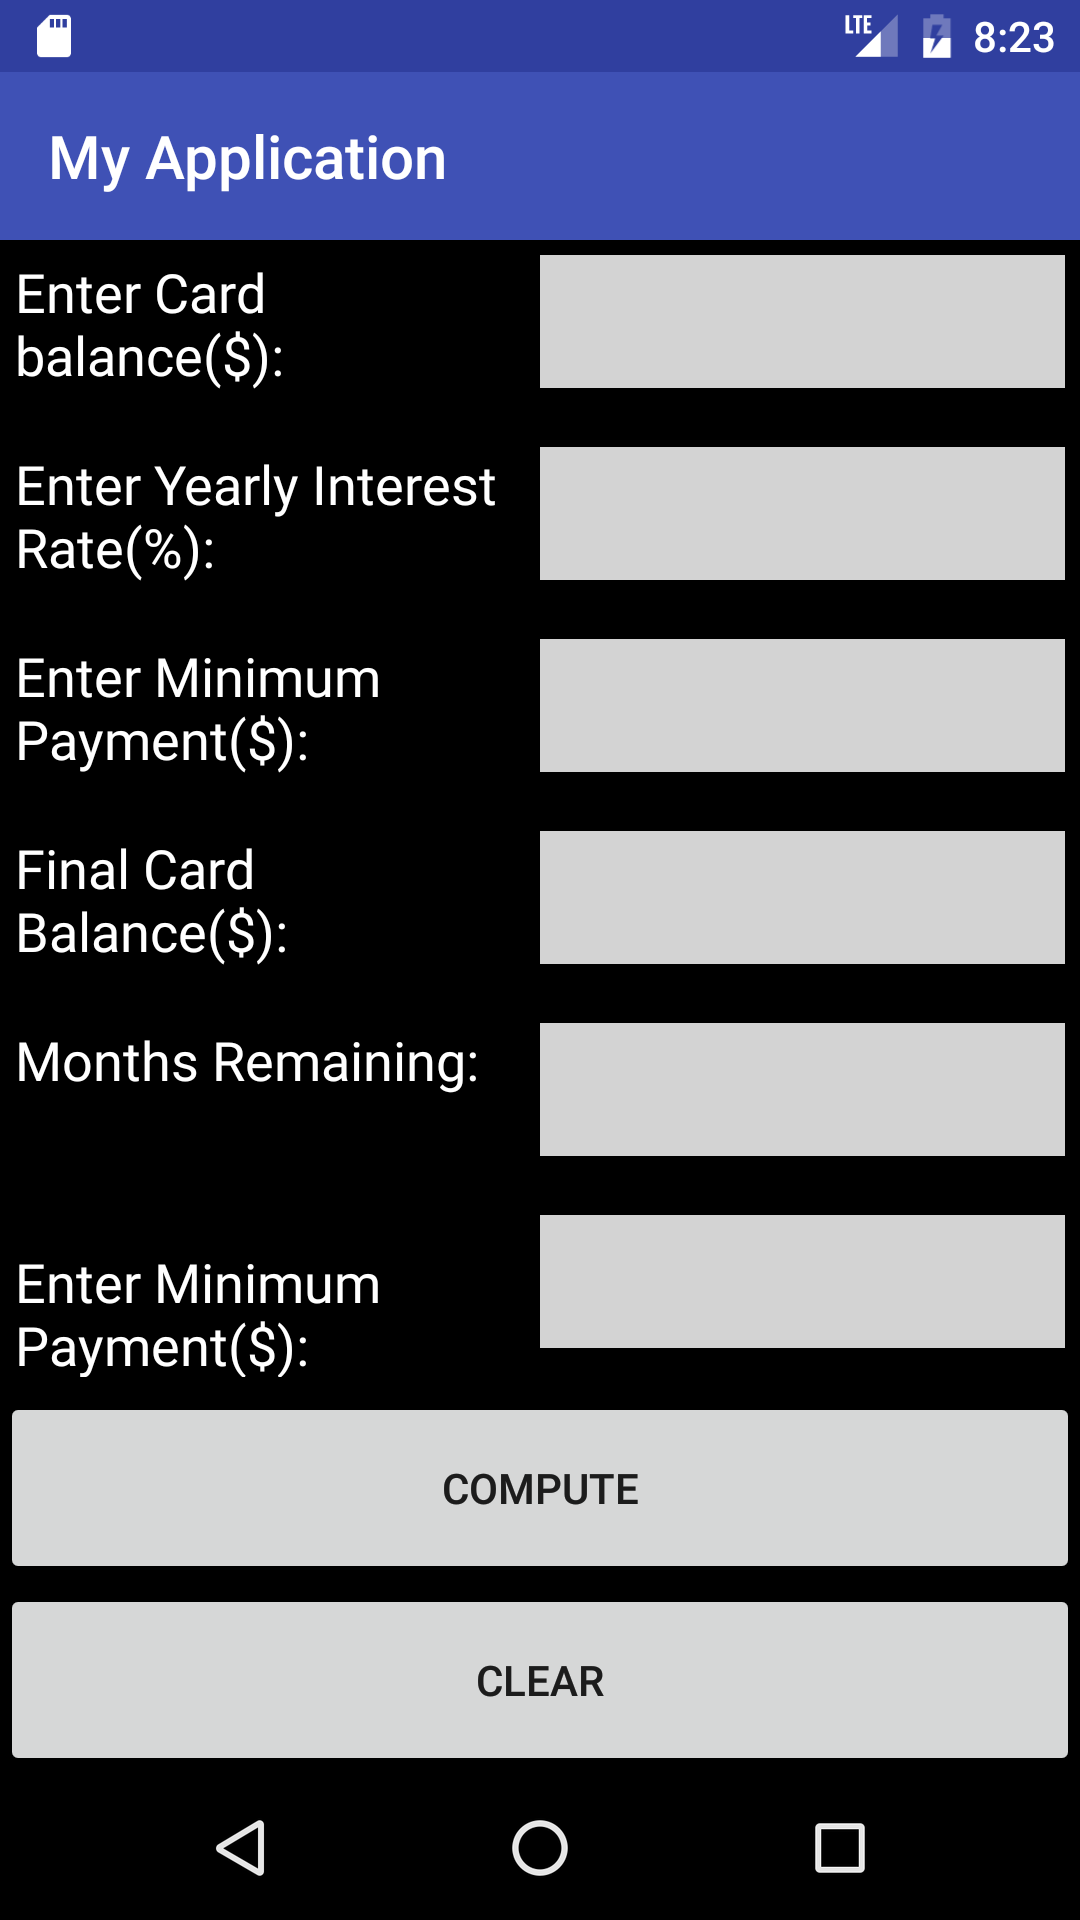 LTE 8:23
My Application
Enter Card
balance($):
Enter Yearly Interest
Rate(%):
Enter Minimum
Payment($):
Final Card
Balance($):
Months Remaining:
Enter Minimum
Payment($):
COMPUTE
CLEAR